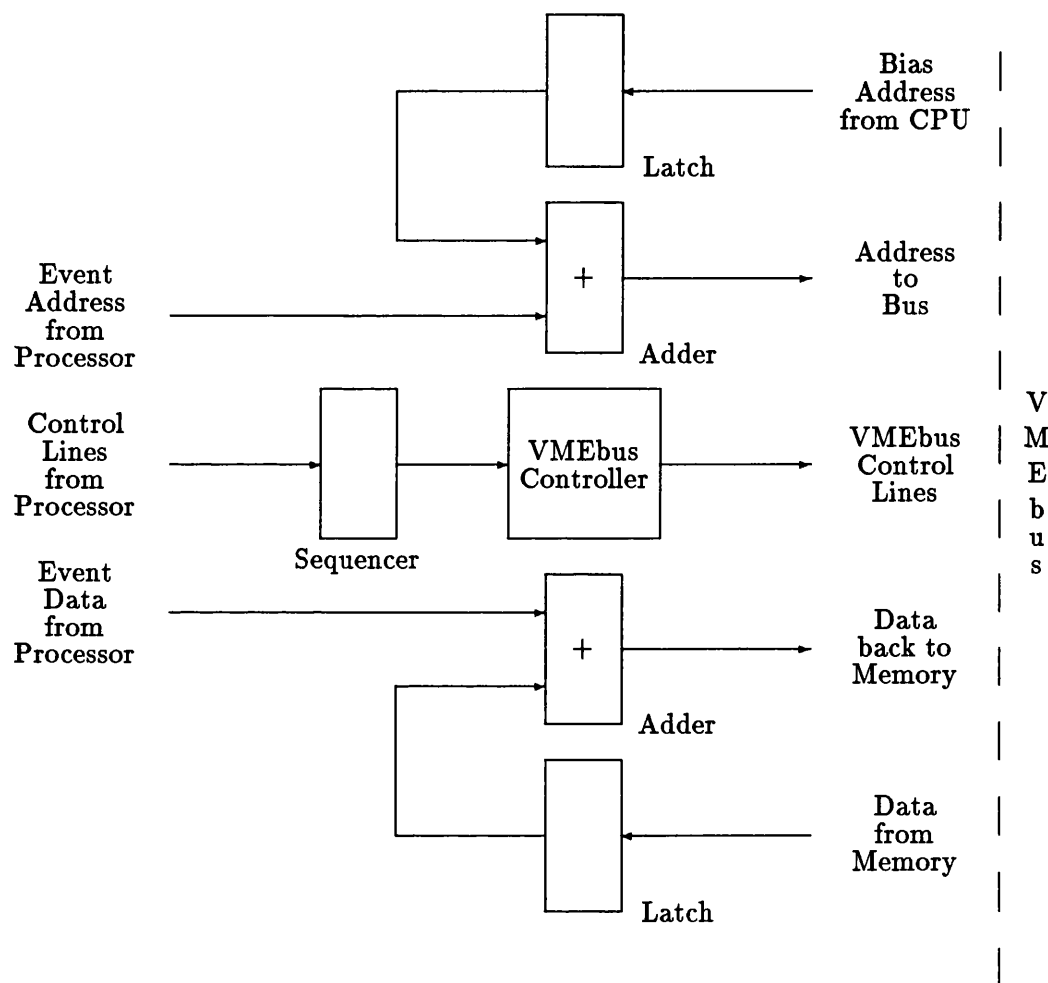 Bias
Address
from CPU
Latch
Event
Address
from
Processor
+
Adder
Address
to
Bus
Control
Lines
from
Processor
Sequencer
VMEbus
Controller
VMEbus
Control
Lines
V
M
E
b
u
s
Event
Data
from
Processor
+
Adder
Data
back to
Memory
Latch
Data
from
Memory